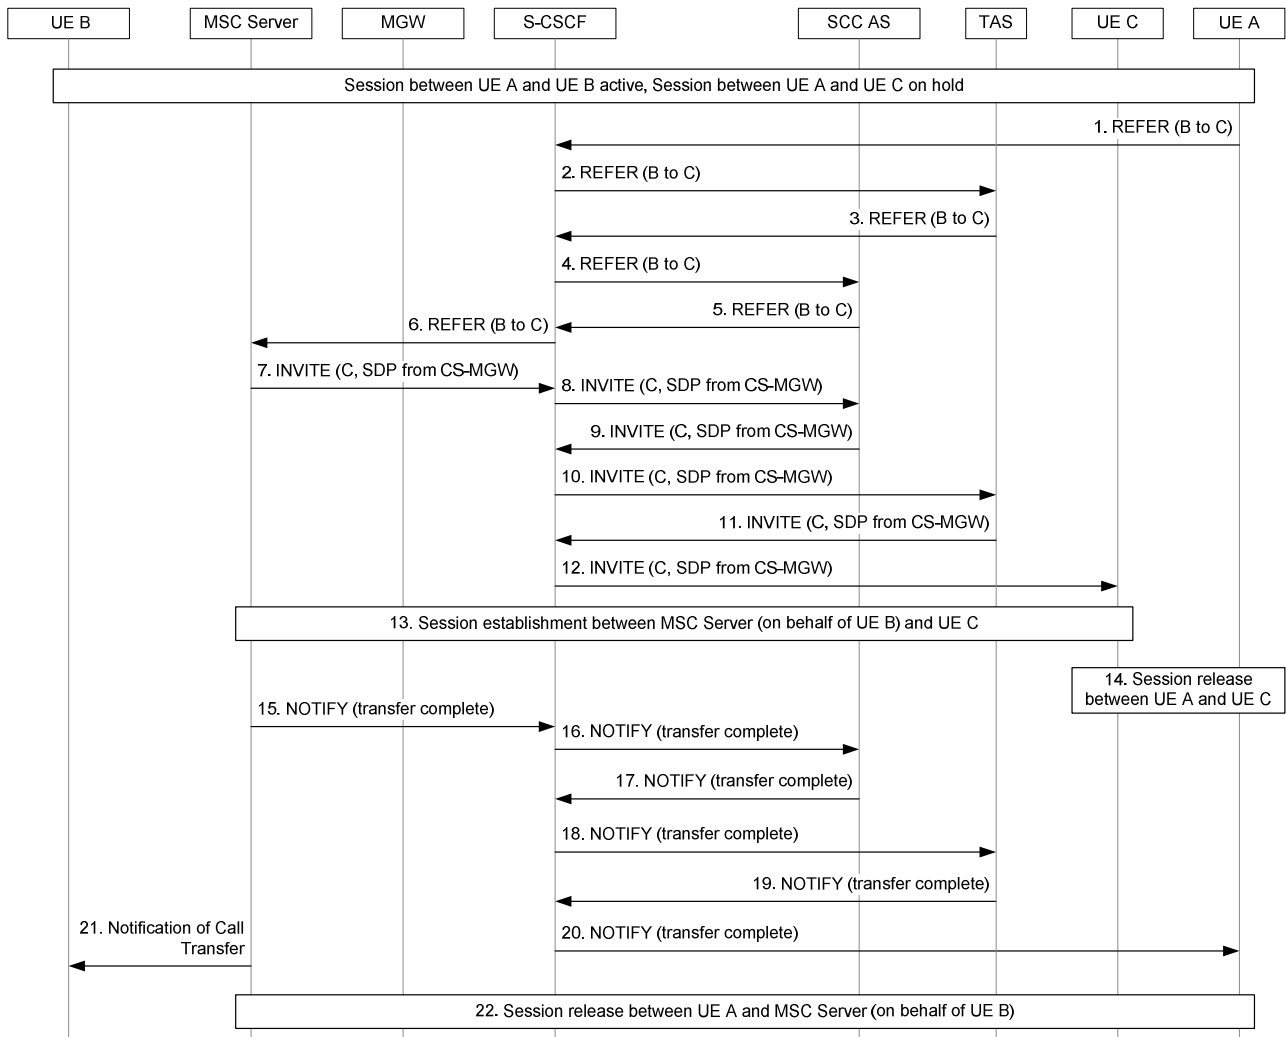 UE B
MSC Server
MGW
S-CSCF
SCC AS
TAS
UE C
UE A
Session between UE A and UE B active, Session between UE A and UE C on hold
1. REFER (B to C)
2. REFER (B to C)
3. REFER (B to C)
4. REFER (B to C)
5. REFER (B to C)
6. REFER (B to C)
7. INVITE (C, SDP from CS-MGW)
8. INVITE (C, SDP from CS-MGW)
9. INVITE (C, SDP from CS-MGW)
10. INVITE (C, SDP from CS-MGW)
11. INVITE (C, SDP from CS-MGW)
12. INVITE (C, SDP from CS-MGW)
13. Session establishment between MSC Server (on behalf of UE B) and UE C
14. Session release
between UE A and UE C
15. NOTIFY (transfer complete)
16. NOTIFY (transfer complete)
17. NOTIFY (transfer complete)
18. NOTIFY (transfer complete)
19. NOTIFY (transfer complete)
20. NOTIFY (transfer complete)
21. Notification of Call
Transfer
22. Session release between UE A and MSC Server (on behalf of UE B)